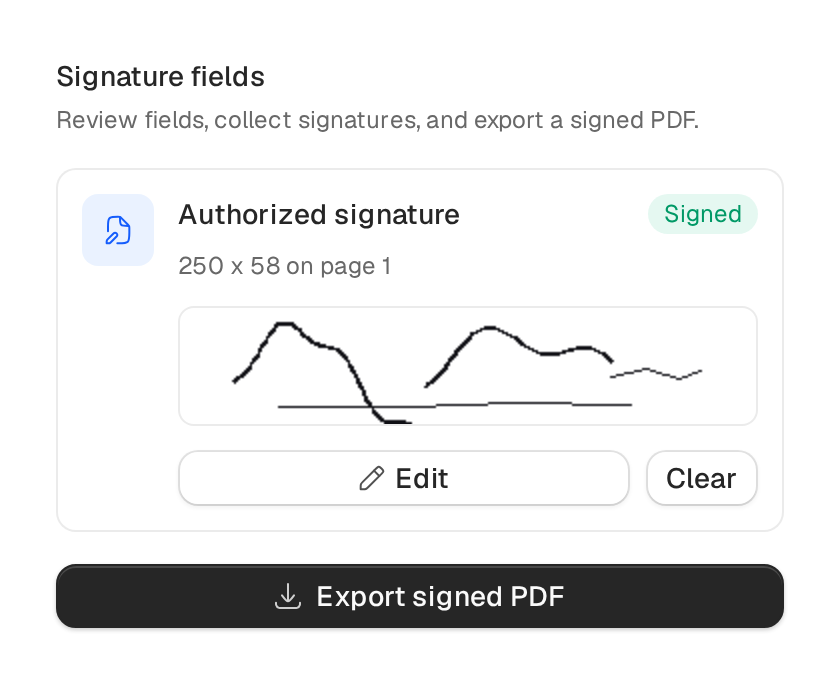 Signature fields
Review fields, collect signatures, and export a signed PDF.
Authorized signature
Signed
250 x 58 on page 1
Edit
Clear
Export signed PDF